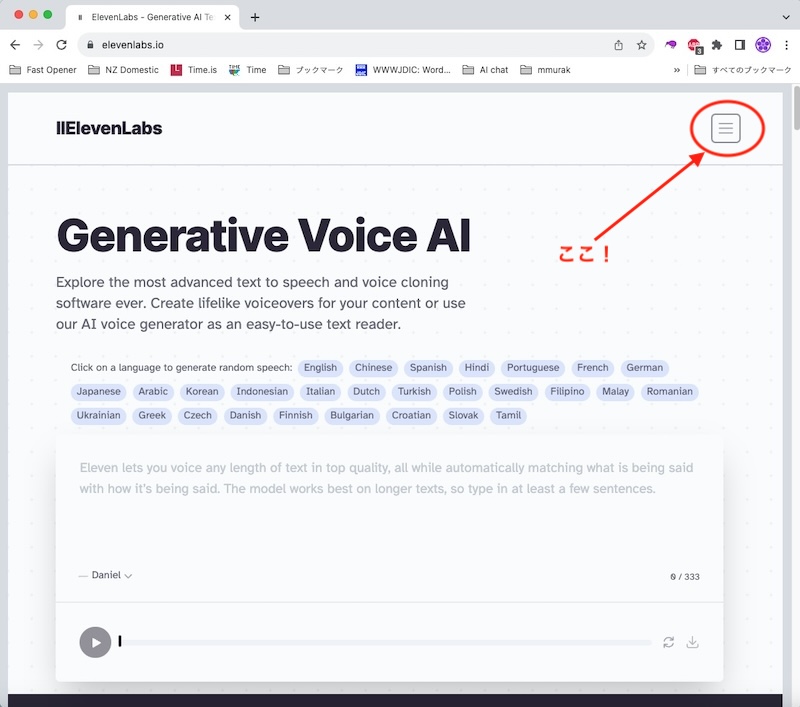 ElevenLabs - Generative AI Te
elevenlabs.io
3
Fast Opener NZ Domestic Time.is Time ブックマーク WWWJDIC: Word... AI chat mmurak » すべてのブックマーク
IIElevenLabs
Generative Voice AI
ここ！
Explore the most advanced text to speech and voice cloning
software ever. Create lifelike voiceovers for your content or use
our AI voice generator as an easy-to-use text reader.
Click on a language to generate random speech: English Chinese Spanish Hindi Portuguese French German
Japanese Arabic Korean Indonesian Italian Dutch Turkish Polish Swedish Filipino Malay Romanian
Ukrainian Greek Czech Danish Finnish Bulgarian Croatian Slovak Tamil
Eleven lets you voice any length of text in top quality, all while automatically matching what is being said
with how it's being said. The model works best on longer texts, so type in at least a few sentences.
— Daniel
0 / 333